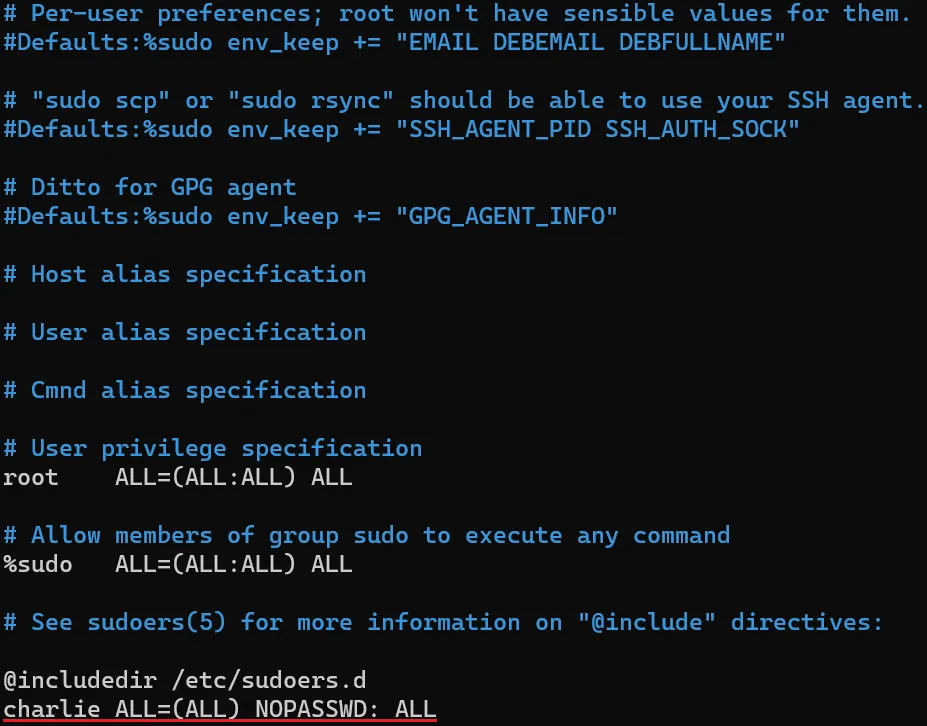 # Per-user preferences; root won't have sensible values for them.
#Defaults:%sudo env_keep += "EMAIL DEBEMAIL DEBFULLNAME"
# "sudo scp" or "sudo rsync" should be able to use your SSH agent.
#Defaults:%sudo env_keep += "SSH_AGENT_PID SSH_AUTH_SOCK"
# Ditto for GPG agent
#Defaults:%sudo env_keep += "GPG_AGENT_INFO"
# Host alias specification
# User alias specification
# Cmnd alias specification
# User privilege specification
root    ALL=(ALL:ALL) ALL
# Allow members of group sudo to execute any command
%sudo   ALL=(ALL:ALL) ALL
# See sudoers(5) for more information on "@include" directives:
@includedir /etc/sudoers.d
charlie ALL=(ALL) NOPASSWD: ALL